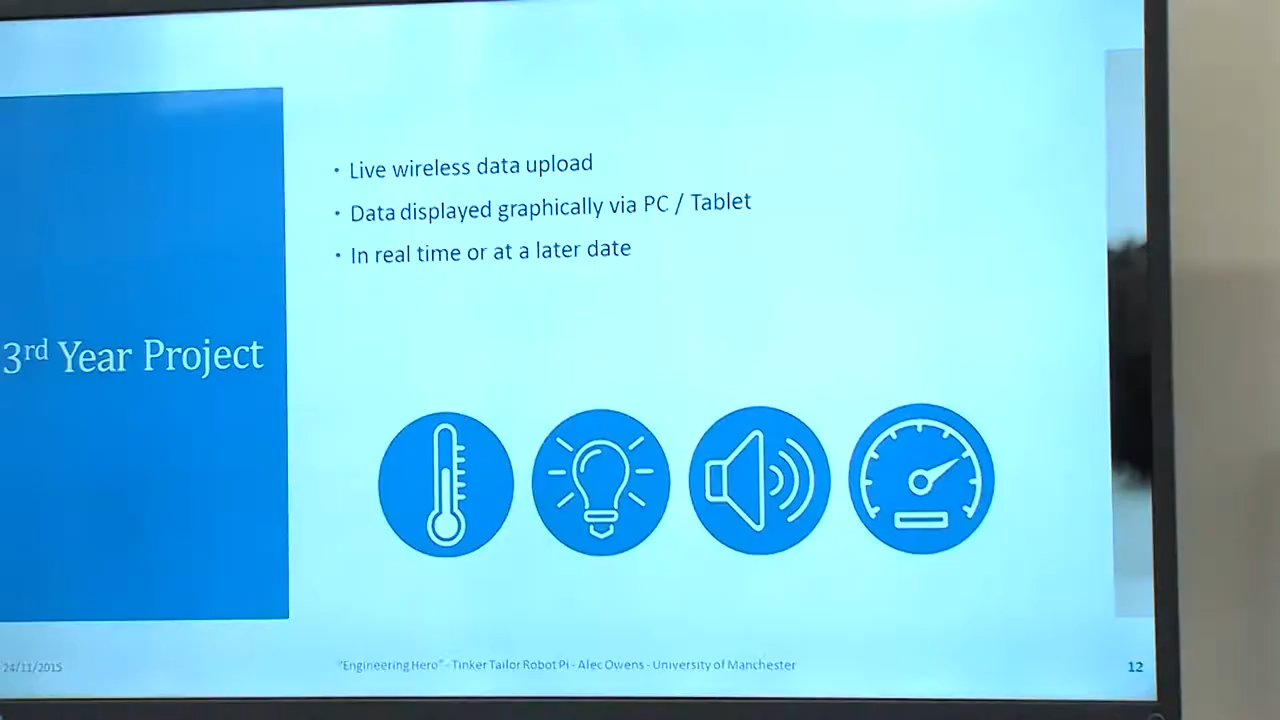 • Live wireless data upload
• Data displayed graphically via PC / Tablet
• In real time or at a later date
3rd Year Project
24/11/2015
"Engineering Hero" - Tinker Tailor Robot Pi - Alec Owens - University of Manchester
12